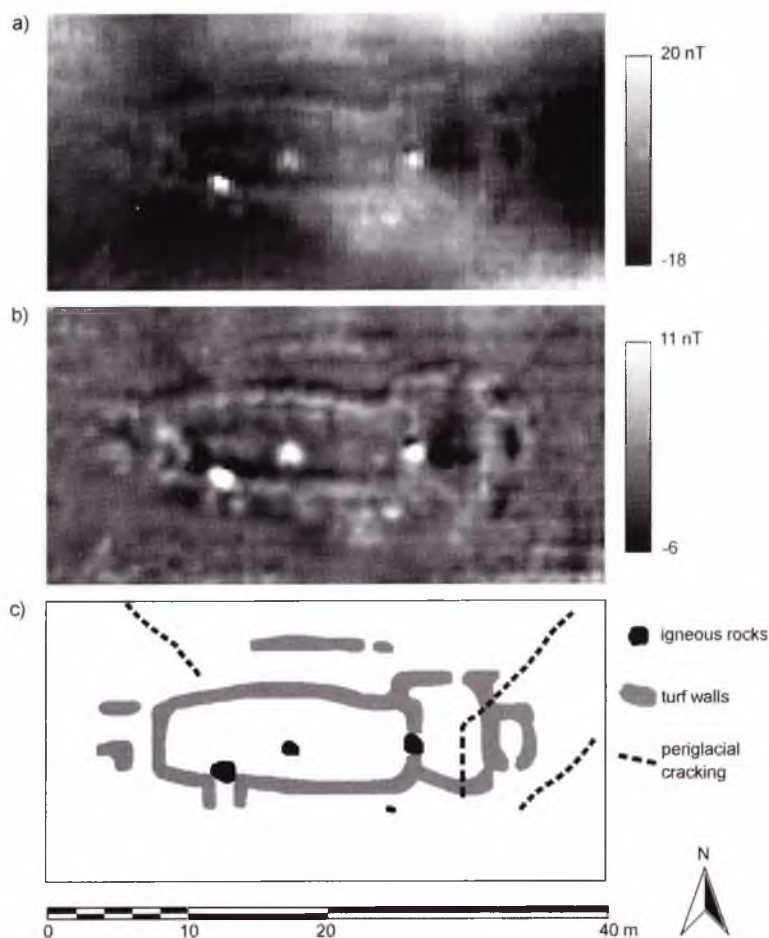 a)
20 nT
-18
b)
11 nT
-6
c)
igneous rocks
turf walls
periglacial
cracking
N
0 10 20 40 m